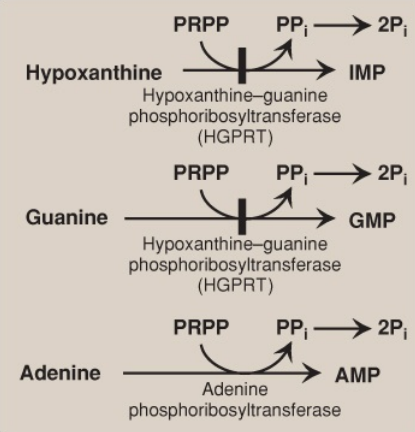 PRPP PPi 2Pi
Hypoxanthine IMP
Hypoxanthine–guanine
phosphoribosyltransferase
(HGPRT)
PRPP PPi 2Pi
Guanine GMP
Hypoxanthine–guanine
phosphoribosyltransferase
(HGPRT)
PRPP PPi 2Pi
Adenine AMP
Adenine
phosphoribosyltransferase